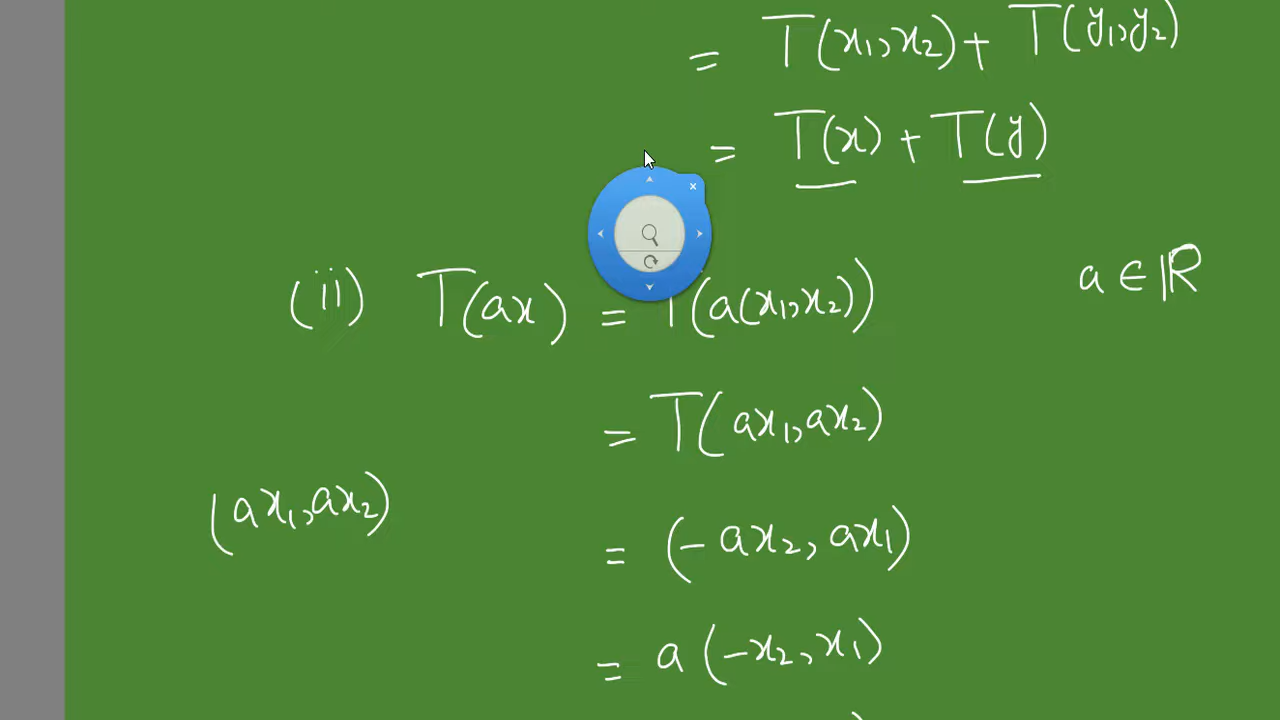 = T(x₁,x₂) + T(y₁,y₂)
= T(x) + T(y)
(ii) T(ax) = T(a(x₁,x₂)) a ∈ ℝ
= T(ax₁,ax₂)
(ax₁,ax₂)
= (-ax₂, ax₁)
= a (-x₂, x₁)